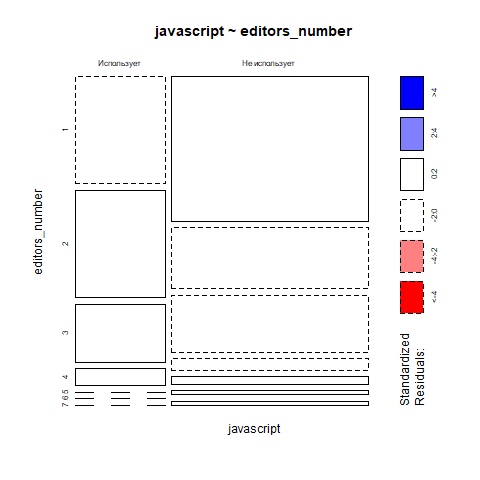 javascript ~ editors_number
Использует
Не использует
editors_number
1
2
3
4
5
6
7
javascript
>4
2:4
0:2
-2:0
-4:-2
<-4
Standardized
Residuals: